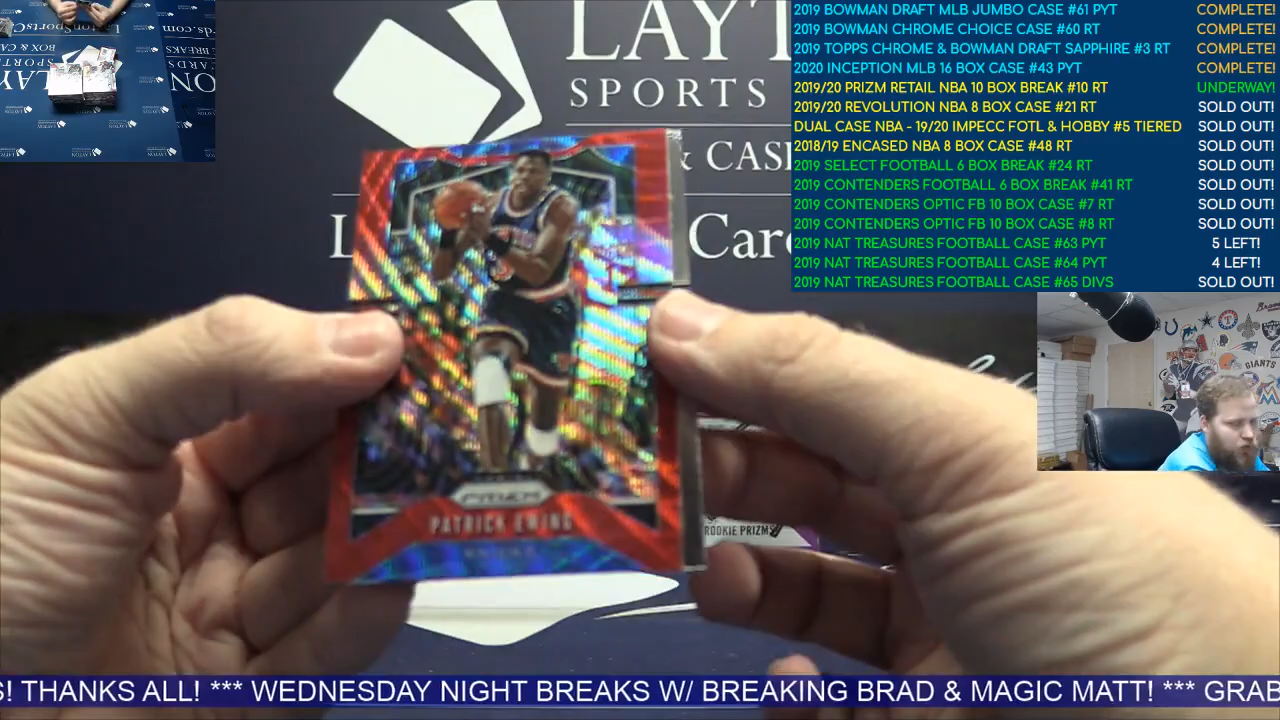 LAYT
SPORTS
& CAS
L Card
PRIZM
PATRICK EWING
ROOKIE PRIZMS
2019 BOWMAN DRAFT MLB JUMBO CASE #61 PYT COMPLETE!
2019 BOWMAN CHROME CHOICE CASE #60 RT COMPLETE!
2019 TOPPS CHROME & BOWMAN DRAFT SAPPHIRE #3 RT COMPLETE!
2020 INCEPTION MLB 16 BOX CASE #43 PYT COMPLETE!
2019/20 PRIZM RETAIL NBA 10 BOX BREAK #10 RT UNDERWAY!
2019/20 REVOLUTION NBA 8 BOX CASE #21 RT SOLD OUT!
DUAL CASE NBA - 19/20 IMPECC FOTL & HOBBY #5 TIERED SOLD OUT!
2018/19 ENCASED NBA 8 BOX CASE #48 RT SOLD OUT!
2019 SELECT FOOTBALL 6 BOX BREAK #24 RT SOLD OUT!
2019 CONTENDERS FOOTBALL 6 BOX BREAK #41 RT SOLD OUT!
2019 CONTENDERS OPTIC FB 10 BOX CASE #7 RT SOLD OUT!
2019 CONTENDERS OPTIC FB 10 BOX CASE #8 RT SOLD OUT!
2019 NAT TREASURES FOOTBALL CASE #63 PYT 5 LEFT!
2019 NAT TREASURES FOOTBALL CASE #64 PYT 4 LEFT!
2019 NAT TREASURES FOOTBALL CASE #65 DIVS SOLD OUT!
GIANTS
S! THANKS ALL! *** WEDNESDAY NIGHT BREAKS W/ BREAKING BRAD & MAGIC MATT! *** GRAB